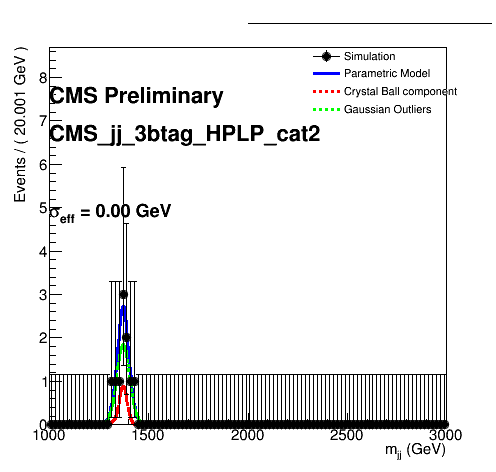 Simulation
Parametric Model
Crystal Ball component
Gaussian Outliers
CMS Preliminary
CMS_jj_3btag_HPLP_cat2
σeff = 0.00 GeV
Events / ( 20.001 GeV )
8
7
6
5
4
3
2
1
0
1000 1500 2000 2500 3000
mjj (GeV)